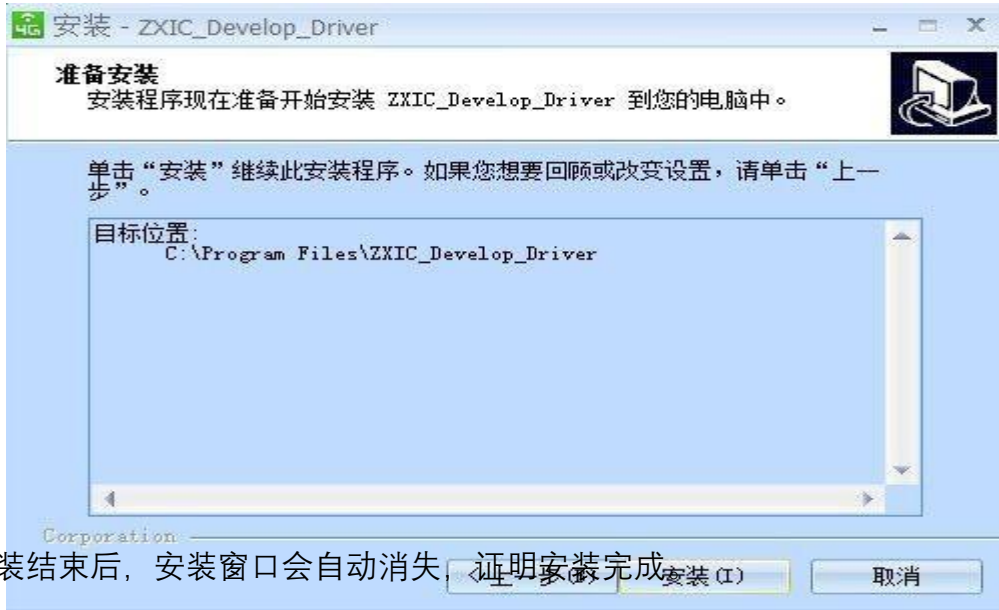 4G 安装 - ZXIC_Develop_Driver
准备安装
安装程序现在准备开始安装 ZXIC_Develop_Driver 到您的电脑中。
单击“安装”继续此安装程序。如果您想要回顾或改变设置，请单击“上一
步”。
目标位置:
C:\Program Files\ZXIC_Develop_Driver
Corporation
装结束后，安装窗口会自动消失，证明安装完成
<上一步(B) 安装(I) 取消